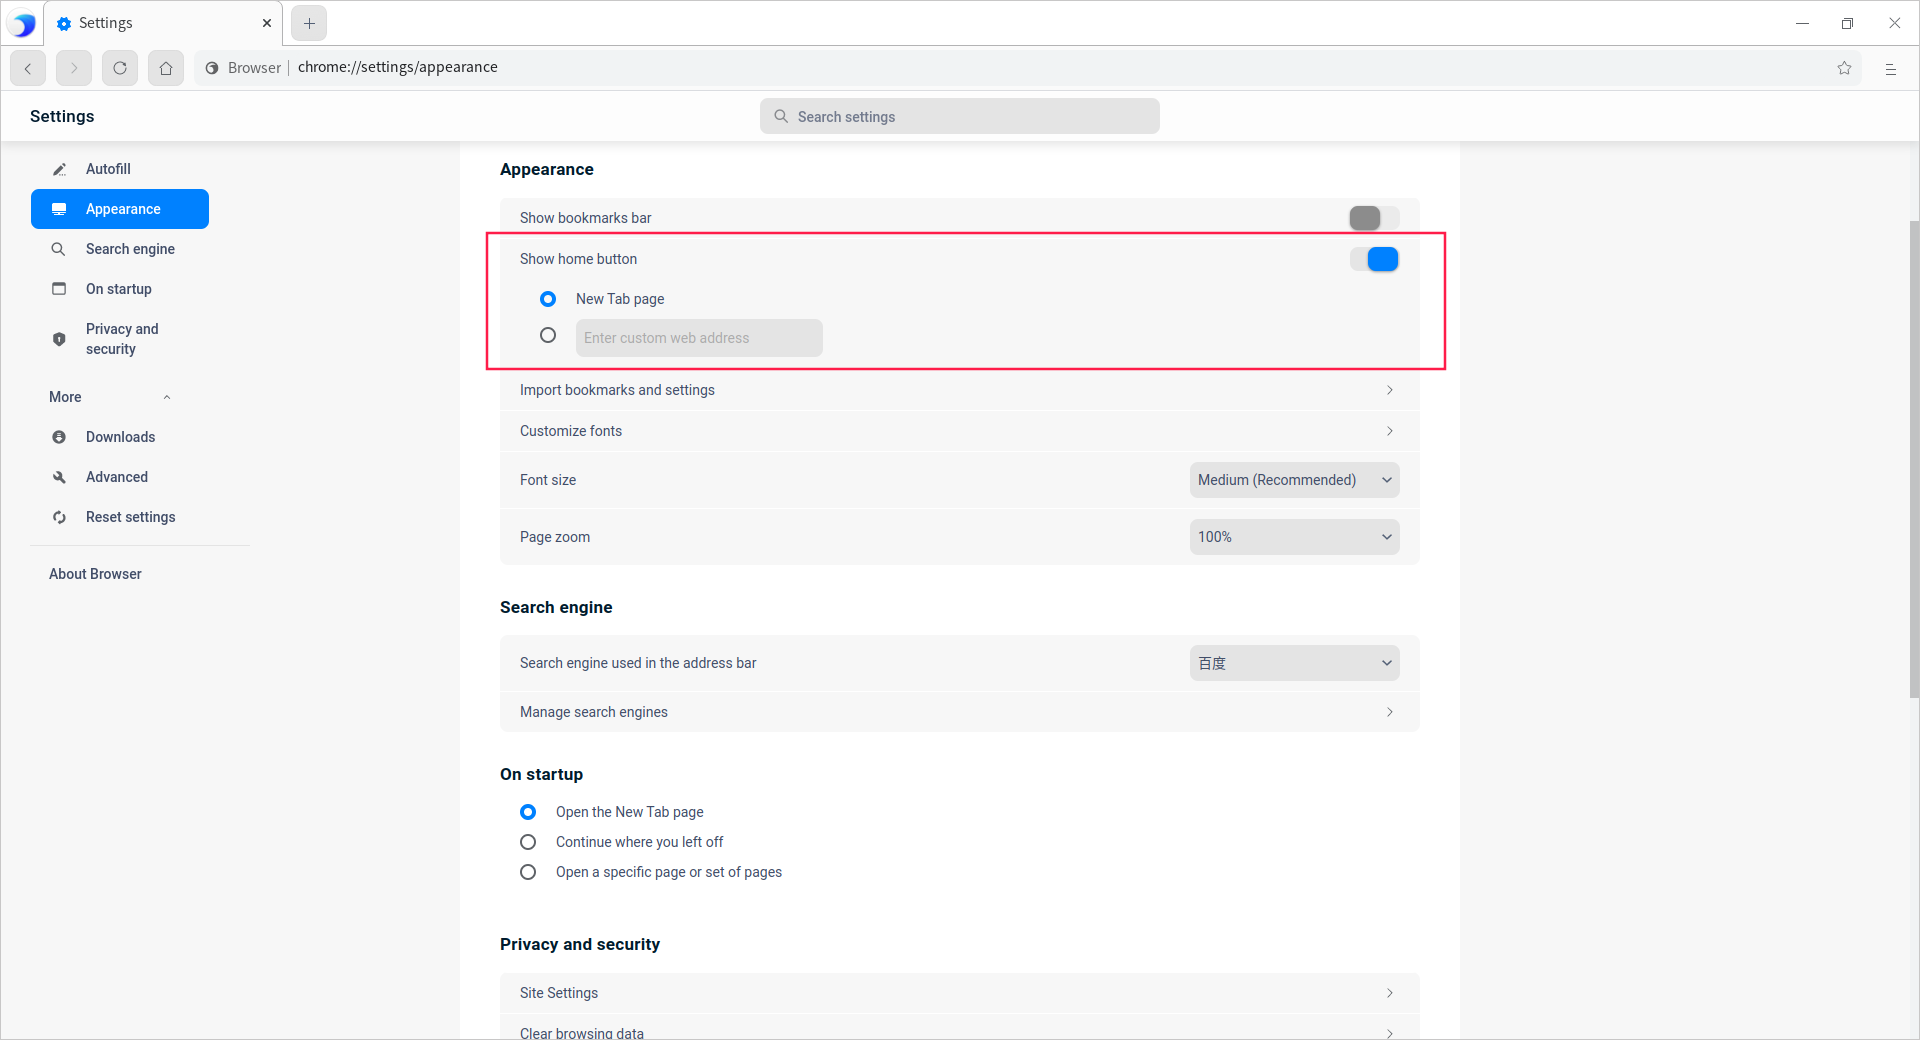 Settings
Browser
chrome://settings/appearance
Settings
Search settings
Autofill
Appearance
Search engine
On startup
Privacy and
security
More
Downloads
Advanced
Reset settings
About Browser
Appearance
Show bookmarks bar
Show home button
New Tab page
Enter custom web address
Import bookmarks and settings
Customize fonts
Font size
Medium (Recommended)
Page zoom
100%
Search engine
Search engine used in the address bar
百度
Manage search engines
On startup
Open the New Tab page
Continue where you left off
Open a specific page or set of pages
Privacy and security
Site Settings
Clear browsing data